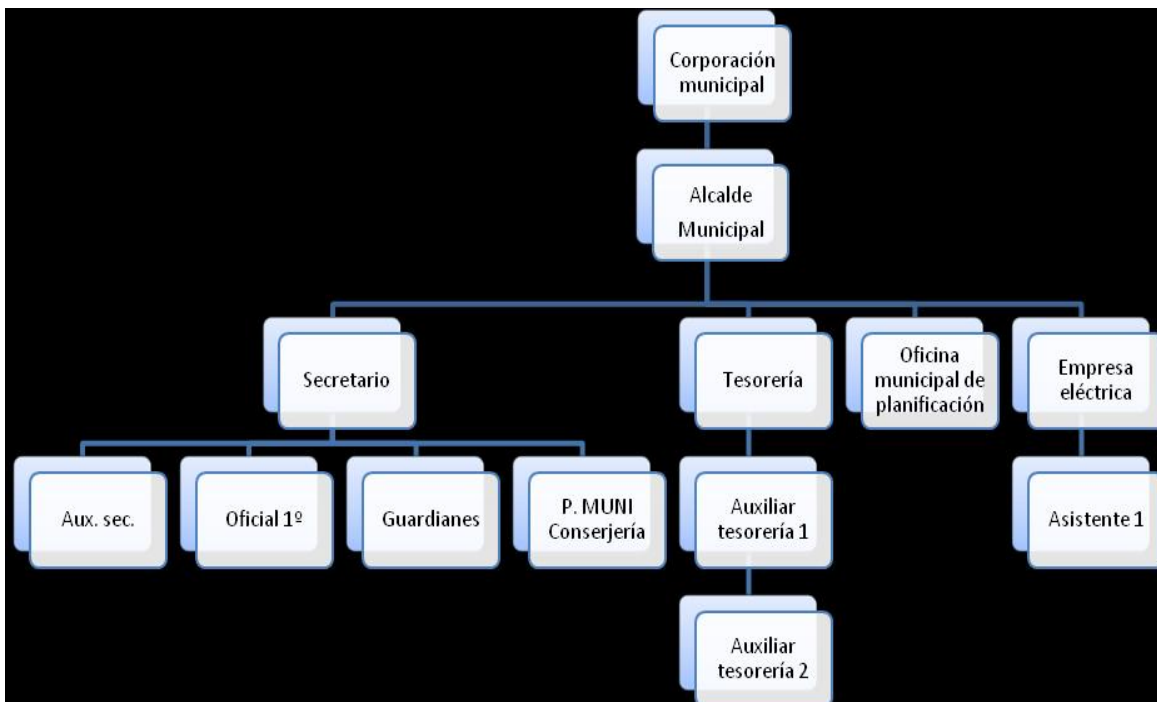 Corporación
municipal
Alcalde
Municipal
Secretario
Tesorería
Oficina
municipal de
planificación
Empresa
eléctrica
Aux. sec.
Oficial 1º
Guardianes
P. MUNI
Conserjería
Auxiliar
tesorería 1
Asistente 1
Auxiliar
tesorería 2